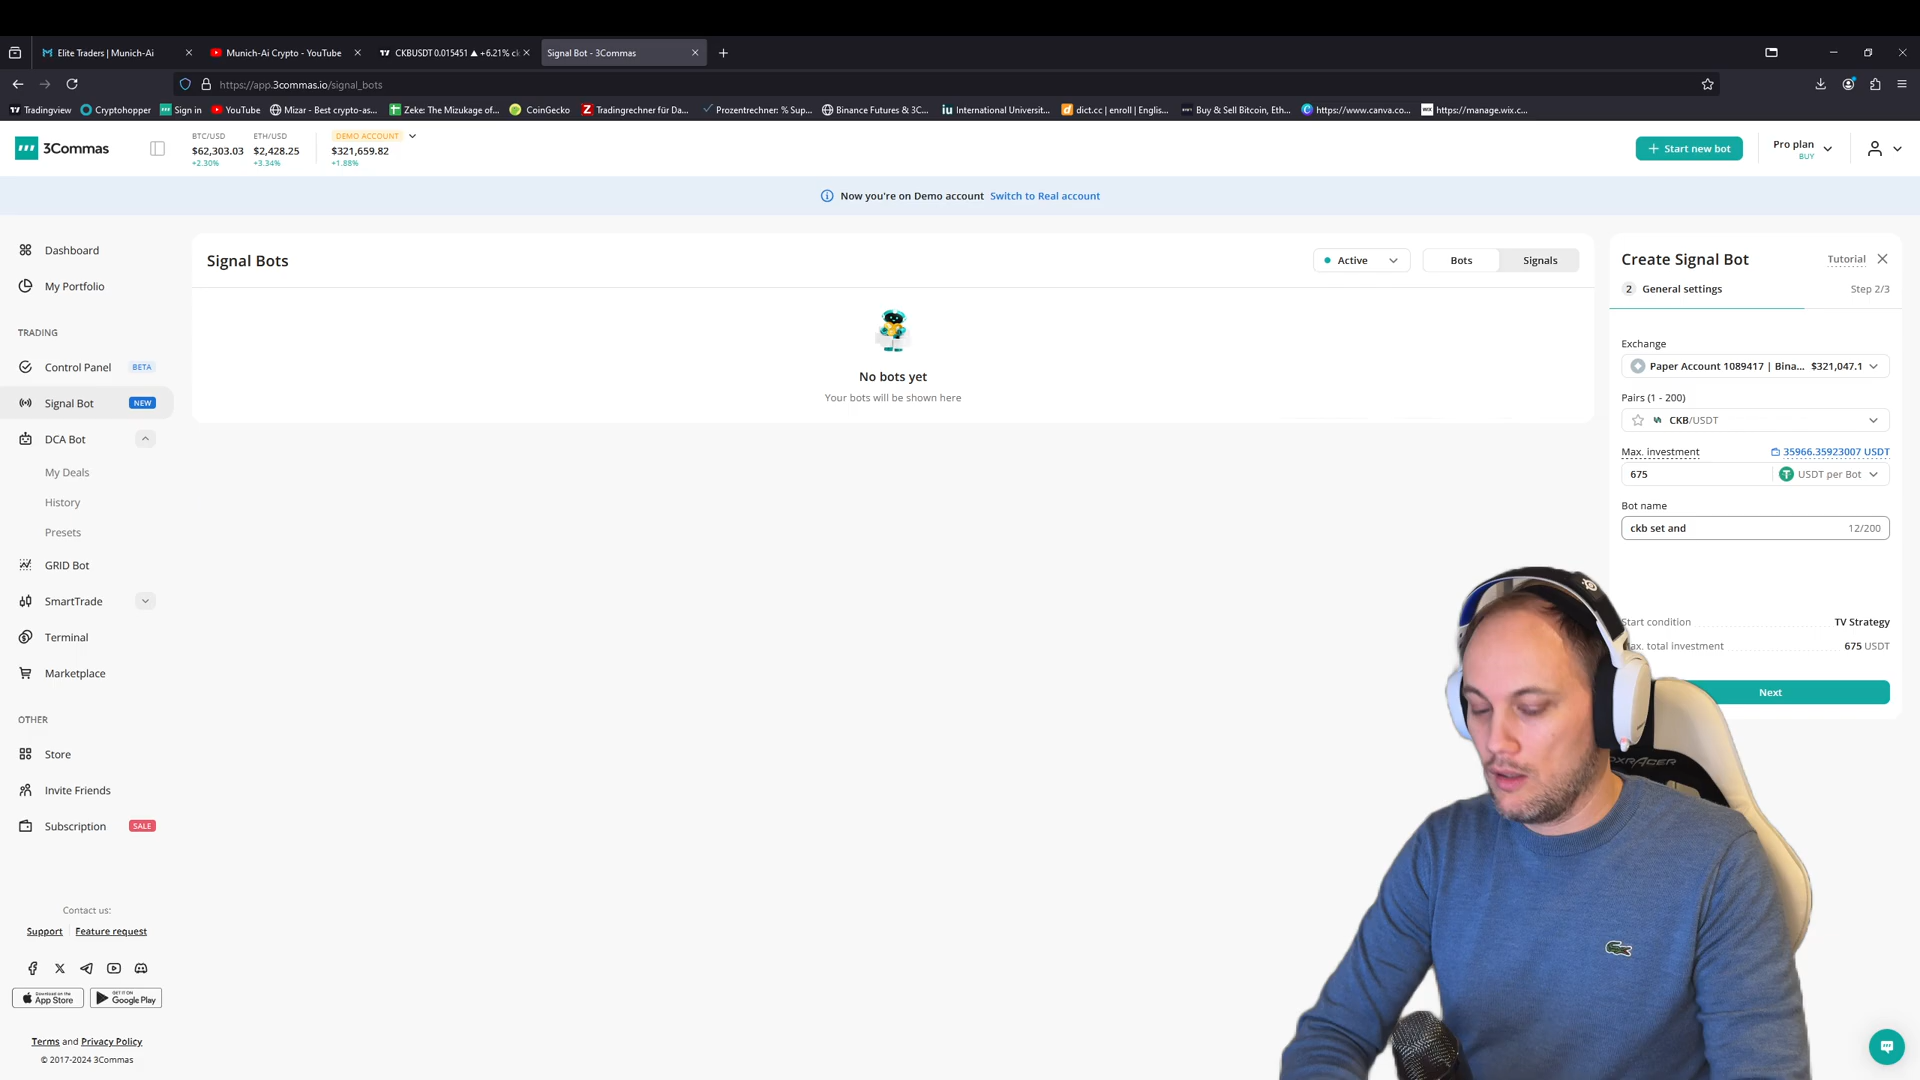 Elite Traders | Munich-Ai
Munich-Ai Crypto - YouTube
CKBUSDT 0.015451 ▲ +6.21%
Signal Bot - 3Commas
https://app.3commas.io/signal_bots
Tradingview
Cryptohopper
Sign in
YouTube
Mizar - Best crypto-as...
Zeke: The Mizukage of...
CoinGecko
Tradingrechner für Da...
Prozentrechner: % Sup...
Binance Futures & 3C...
International Universit...
dict.cc | enroll | Englis...
Buy & Sell Bitcoin, Eth...
https://www.canva.co...
https://manage.wix.c...
3Commas
BTC/USD
$62,303.03
+2.30%
ETH/USD
$2,428.25
+3.34%
DEMO ACCOUNT
$321,659.82
+1.88%
+ Start new bot
Pro plan
BUY
Now you're on Demo account Switch to Real account
Dashboard
My Portfolio
TRADING
Control Panel BETA
Signal Bot NEW
DCA Bot
My Deals
History
Presets
GRID Bot
SmartTrade
Terminal
Marketplace
OTHER
Store
Invite Friends
Subscription SALE
Contact us:
Support Feature request
Download on the App Store
GET IT ON Google Play
Terms and Privacy Policy
© 2017-2024 3Commas
Signal Bots
Active
Bots
Signals
No bots yet
Your bots will be shown here
Create Signal Bot
Tutorial
2 General settings
Step 2/3
Exchange
Paper Account 1089417 | Bina... $321,047.1
Pairs (1 - 200)
CKB/USDT
Max. investment
35966.35923007 USDT
675
USDT per Bot
Bot name
ckb set and
12/200
Start condition
TV Strategy
total investment
675 USDT
Next